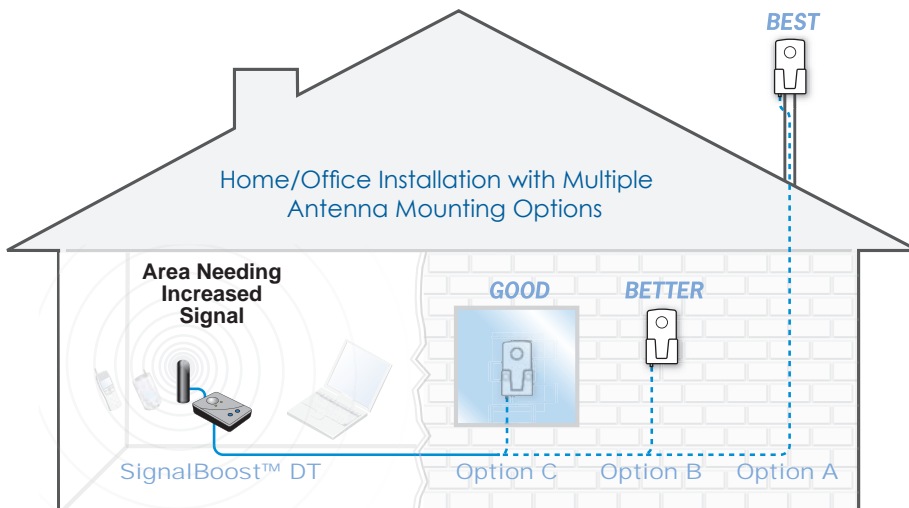 BEST
Home/Office Installation with Multiple
Antenna Mounting Options
Area Needing
Increased
Signal
GOOD
BETTER
SignalBoost™ DT
Option C
Option B
Option A